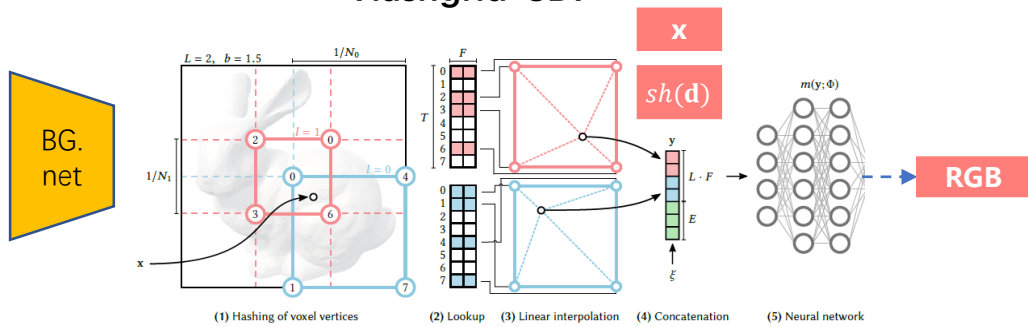 BG.
net
L = 2, b = 1.5
1/N₀
1/N₁
l = 1
l = 0
2
0
0
4
3
6
1
7
x
(1) Hashing of voxel vertices
F
T
0
1
2
3
4
5
6
7
0
1
2
3
4
5
6
7
(2) Lookup
(3) Linear interpolation
x
sh(d)
y
L · F
E
ξ
(4) Concatenation
m(y; Φ)
(5) Neural network
RGB